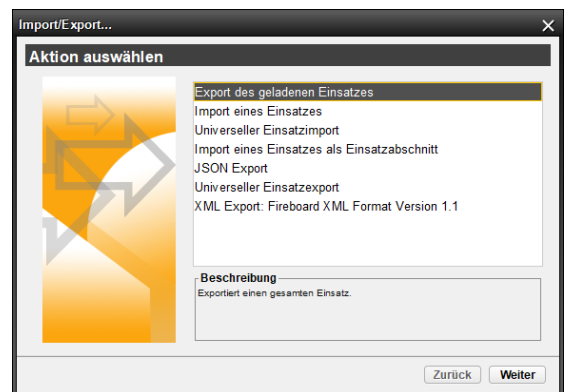 Import/Export...
Aktion auswählen
Export des geladenen Einsatzes
Import eines Einsatzes
Universeller Einsatzimport
Import eines Einsatzes als Einsatzabschnitt
JSON Export
Universeller Einsatzexport
XML Export: Fireboard XML Format Version 1.1
Beschreibung
Exportiert einen gesamten Einsatz.
Zurück
Weiter